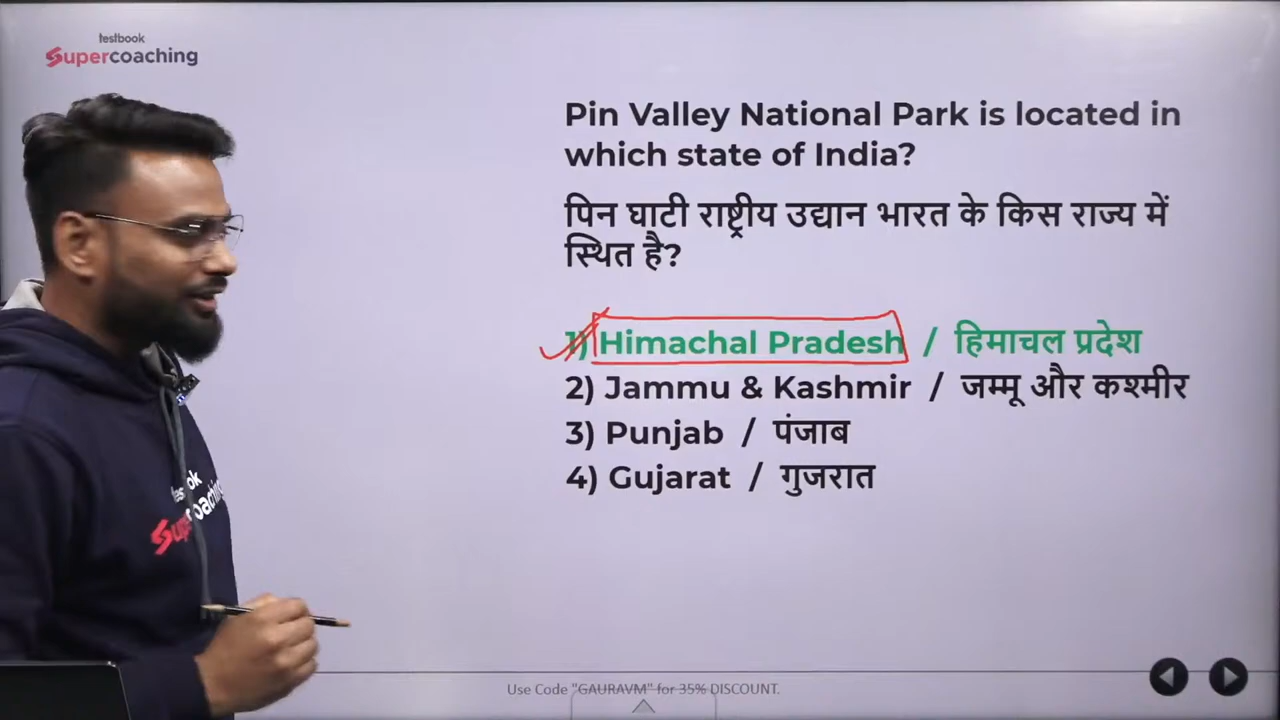 testbook
Supercoaching
Pin Valley National Park is located in
which state of India?
पिन घाटी राष्ट्रीय उद्यान भारत के किस राज्य में
स्थित है?
1) Himachal Pradesh / हिमाचल प्रदेश
2) Jammu & Kashmir / जम्मू और कश्मीर
3) Punjab / पंजाब
4) Gujarat / गुजरात
Use Code "GAURAVM" for 35% DISCOUNT.